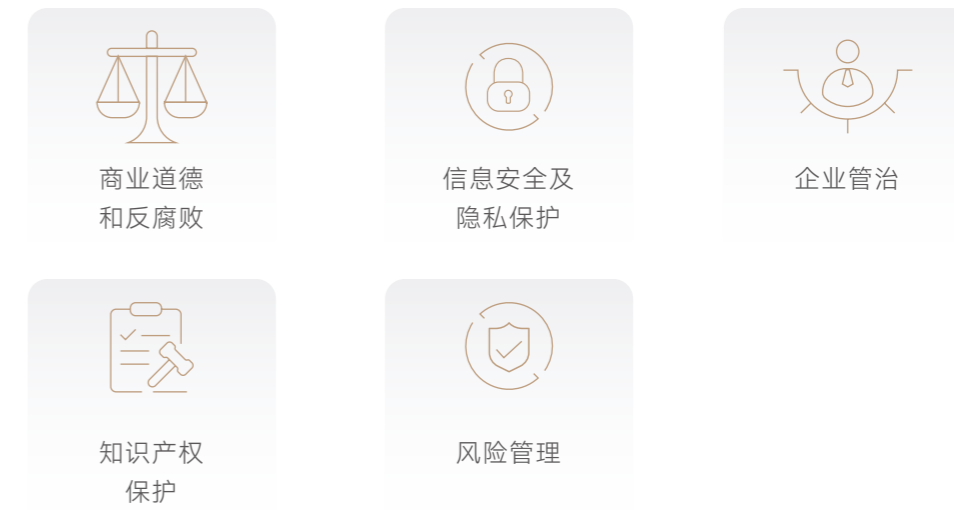 商业道德
和反腐败
信息安全及
隐私保护
企业管治
知识产权
保护
风险管理